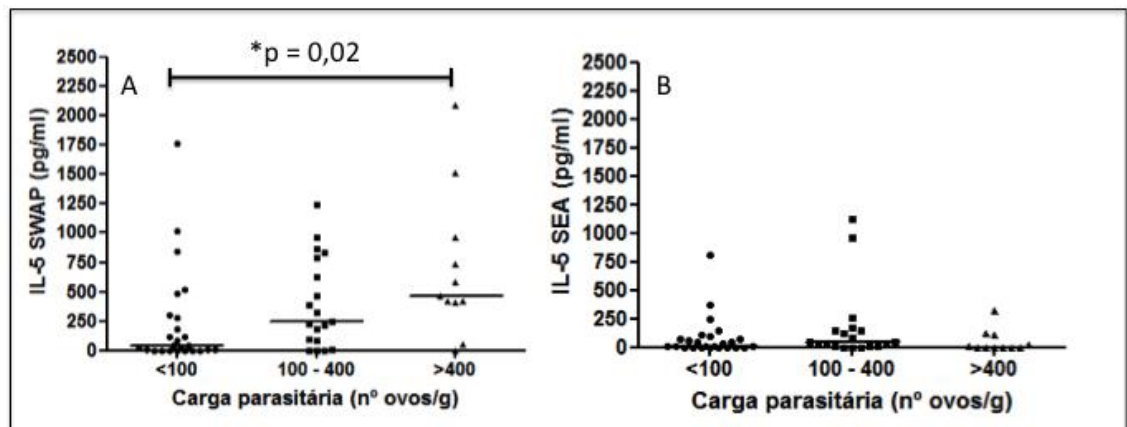 *p = 0,02
A
2500
2250
2000
1750
1500
1250
1000
750
500
250
0
IL-5 SWAP (pg/ml)
<100
100 - 400
>400
Carga parasitária (nº ovos/g)
B
2500
2250
2000
1750
1500
1250
1000
750
500
250
0
IL-5 SEA (pg/ml)
<100
100 - 400
>400
Carga parasitária (nº ovos/g)